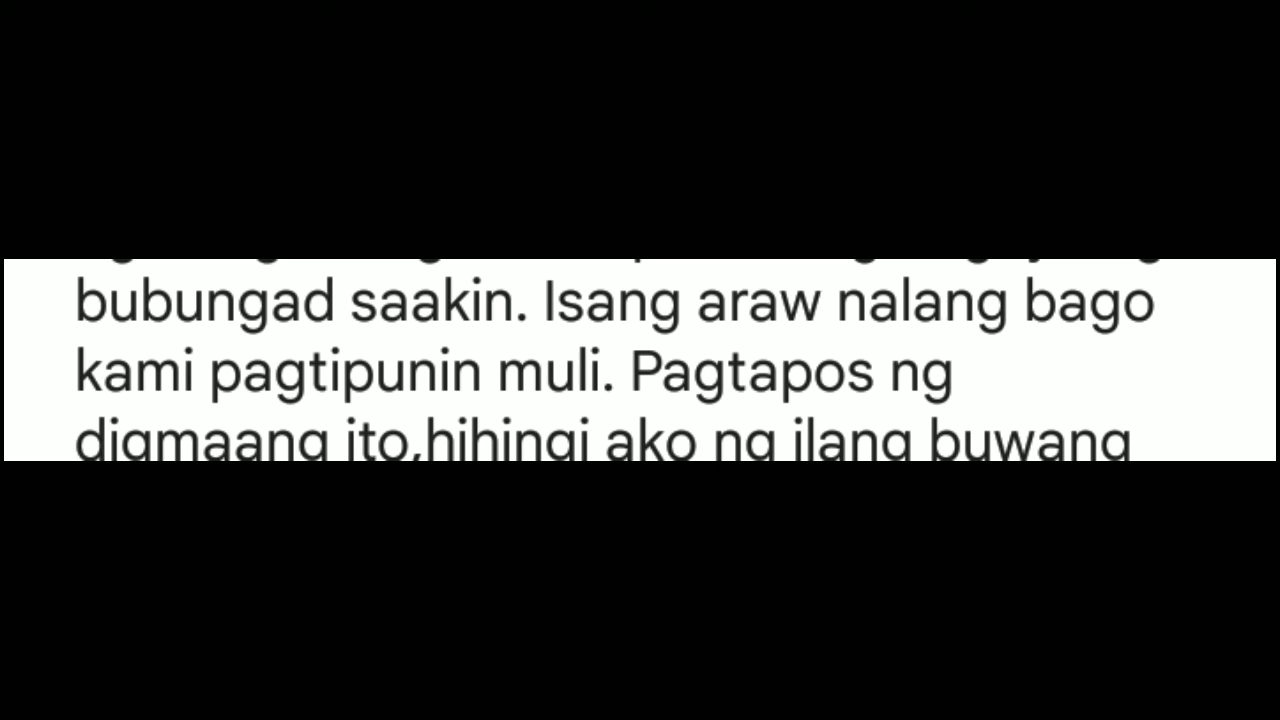 bubungad saakin. Isang araw nalang bago
kami pagtipunin muli. Pagtapos ng
digmaang ito,hihingi ako ng ilang buwang